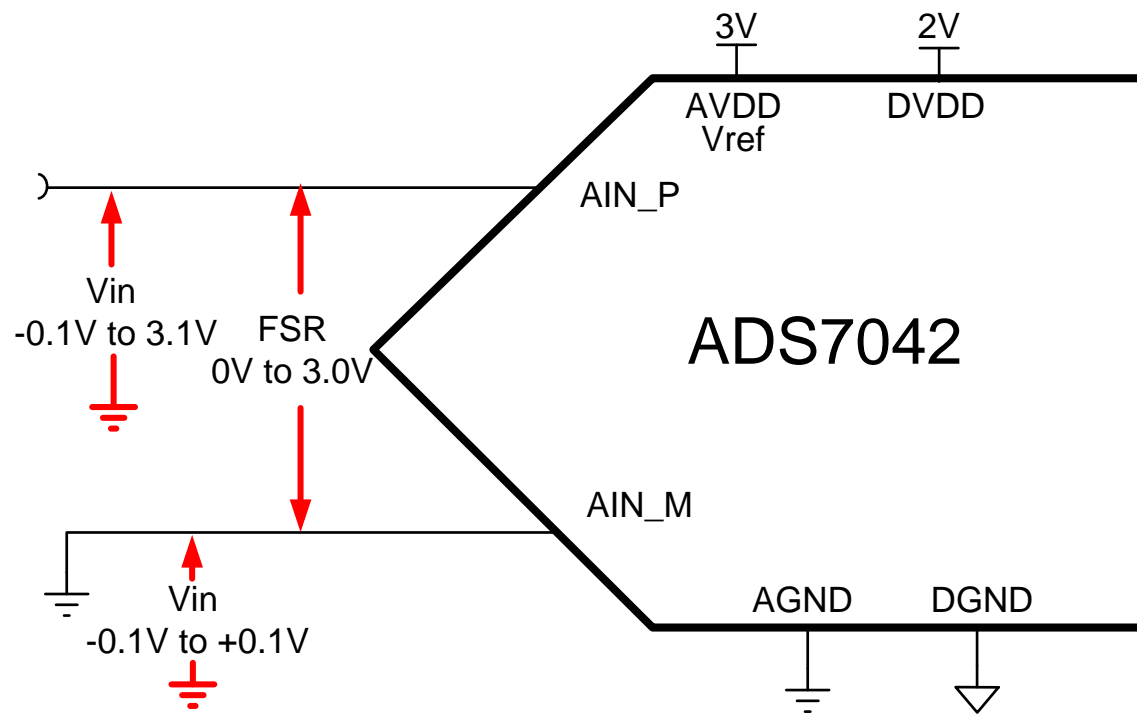 3V
2V
AVDD
Vref
DVDD
AIN_P
Vin
-0.1V to 3.1V
FSR
0V to 3.0V
ADS7042
AIN_M
Vin
-0.1V to +0.1V
AGND
DGND